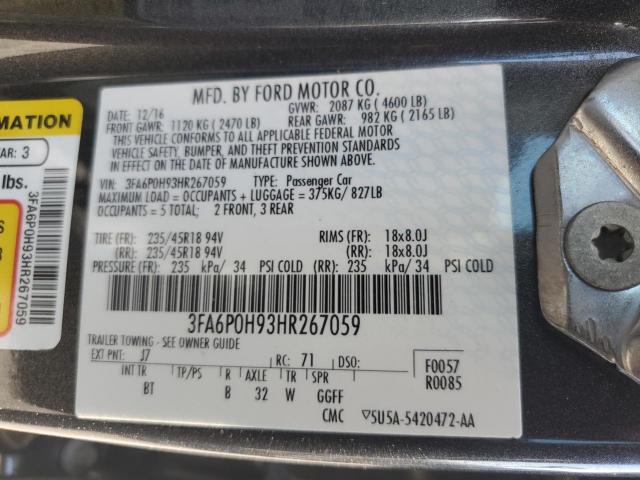 MFD. BY FORD MOTOR CO.
DATE: 12/16 GVWR: 2087 KG ( 4600 LB)
FRONT GAWR: 1120 KG ( 2470 LB) REAR GAWR: 982 KG ( 2165 LB)
THIS VEHICLE CONFORMS TO ALL APPLICABLE FEDERAL MOTOR
VEHICLE SAFETY, BUMPER, AND THEFT PREVENTION STANDARDS
IN EFFECT ON THE DATE OF MANUFACTURE SHOWN ABOVE.
VIN: 3FA6P0H93HR267059 TYPE: Passenger Car
MAXIMUM LOAD = OCCUPANTS + LUGGAGE = 375KG/ 827LB
OCCUPANTS = 5 TOTAL: 2 FRONT, 3 REAR
TIRE (FR): 235/45R18 94V RIMS (FR): 18x8.0J
(RR): 235/45R18 94V (RR): 18x8.0J
PRESSURE (FR): 235 kPa/ 34 PSI COLD (RR): 235 kPa/ 34 PSI COLD
3FA6P0H93HR267059
TRAILER TOWING - SEE OWNER GUIDE
EXT PNT: J7 RC: 71 DSO:
INT TR TP/PS R AXLE TR SPR
BT B 32 W GGFF
F0057
R0085
CMC 5U5A-5420472-AA
MATION
AR: 3
lbs.
3FA6P0H93HR267059